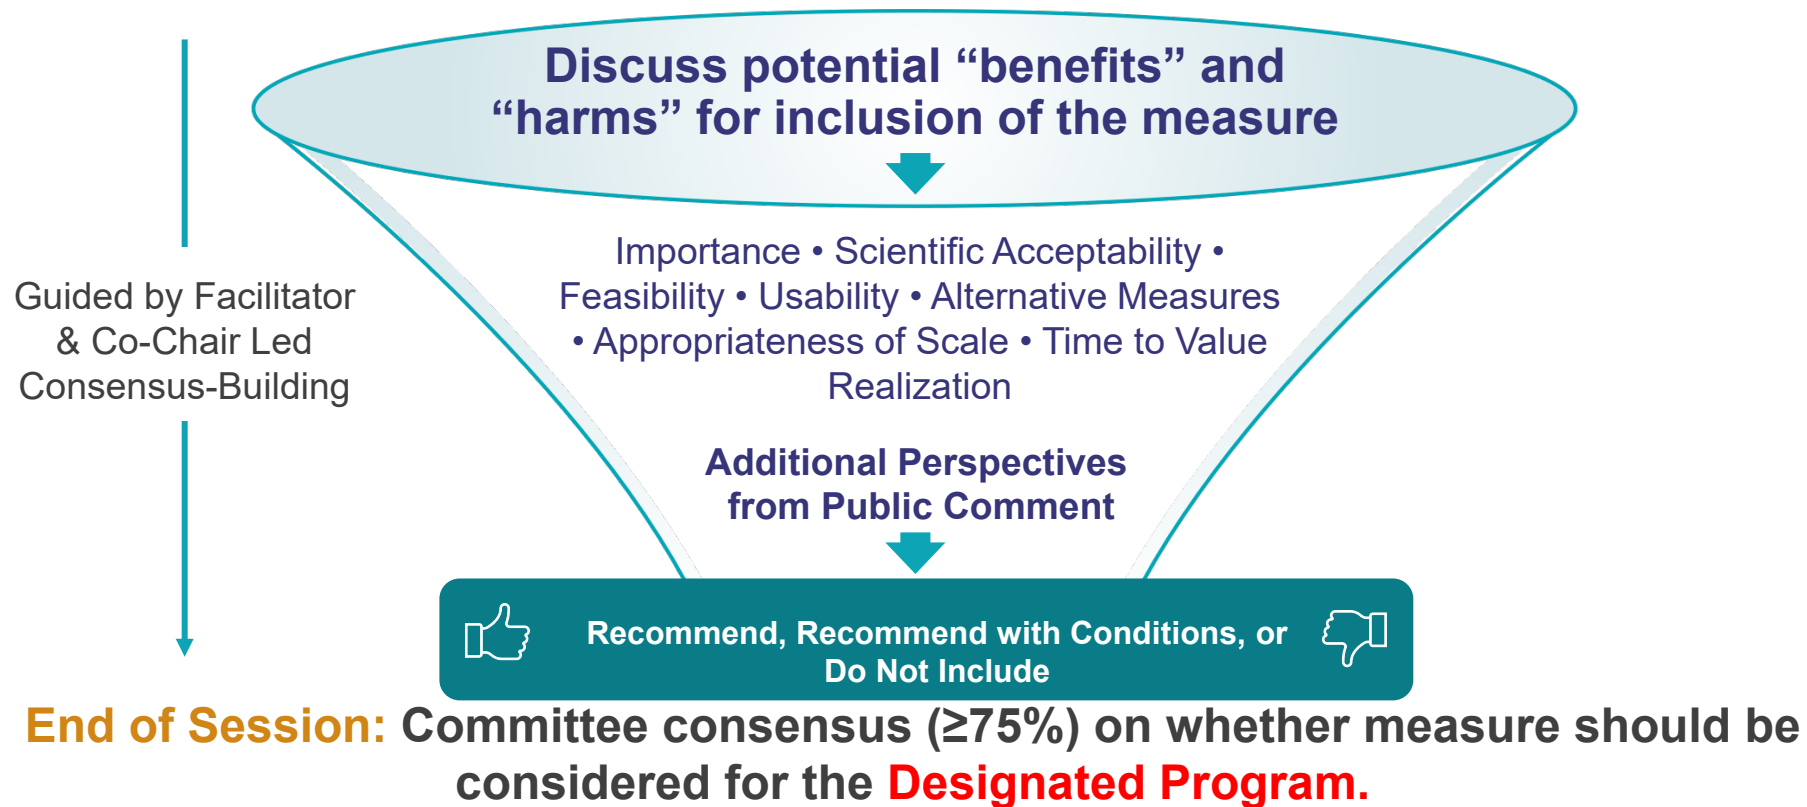 Discuss potential “benefits” and
“harms” for inclusion of the measure
Importance • Scientific Acceptability •
Feasibility • Usability • Alternative Measures
• Appropriateness of Scale • Time to Value
Realization
Guided by Facilitator
& Co-Chair Led
Consensus-Building
Additional Perspectives
from Public Comment
Recommend, Recommend with Conditions, or
Do Not Include
End of Session: Committee consensus (≥75%) on whether measure should be
considered for the Designated Program.